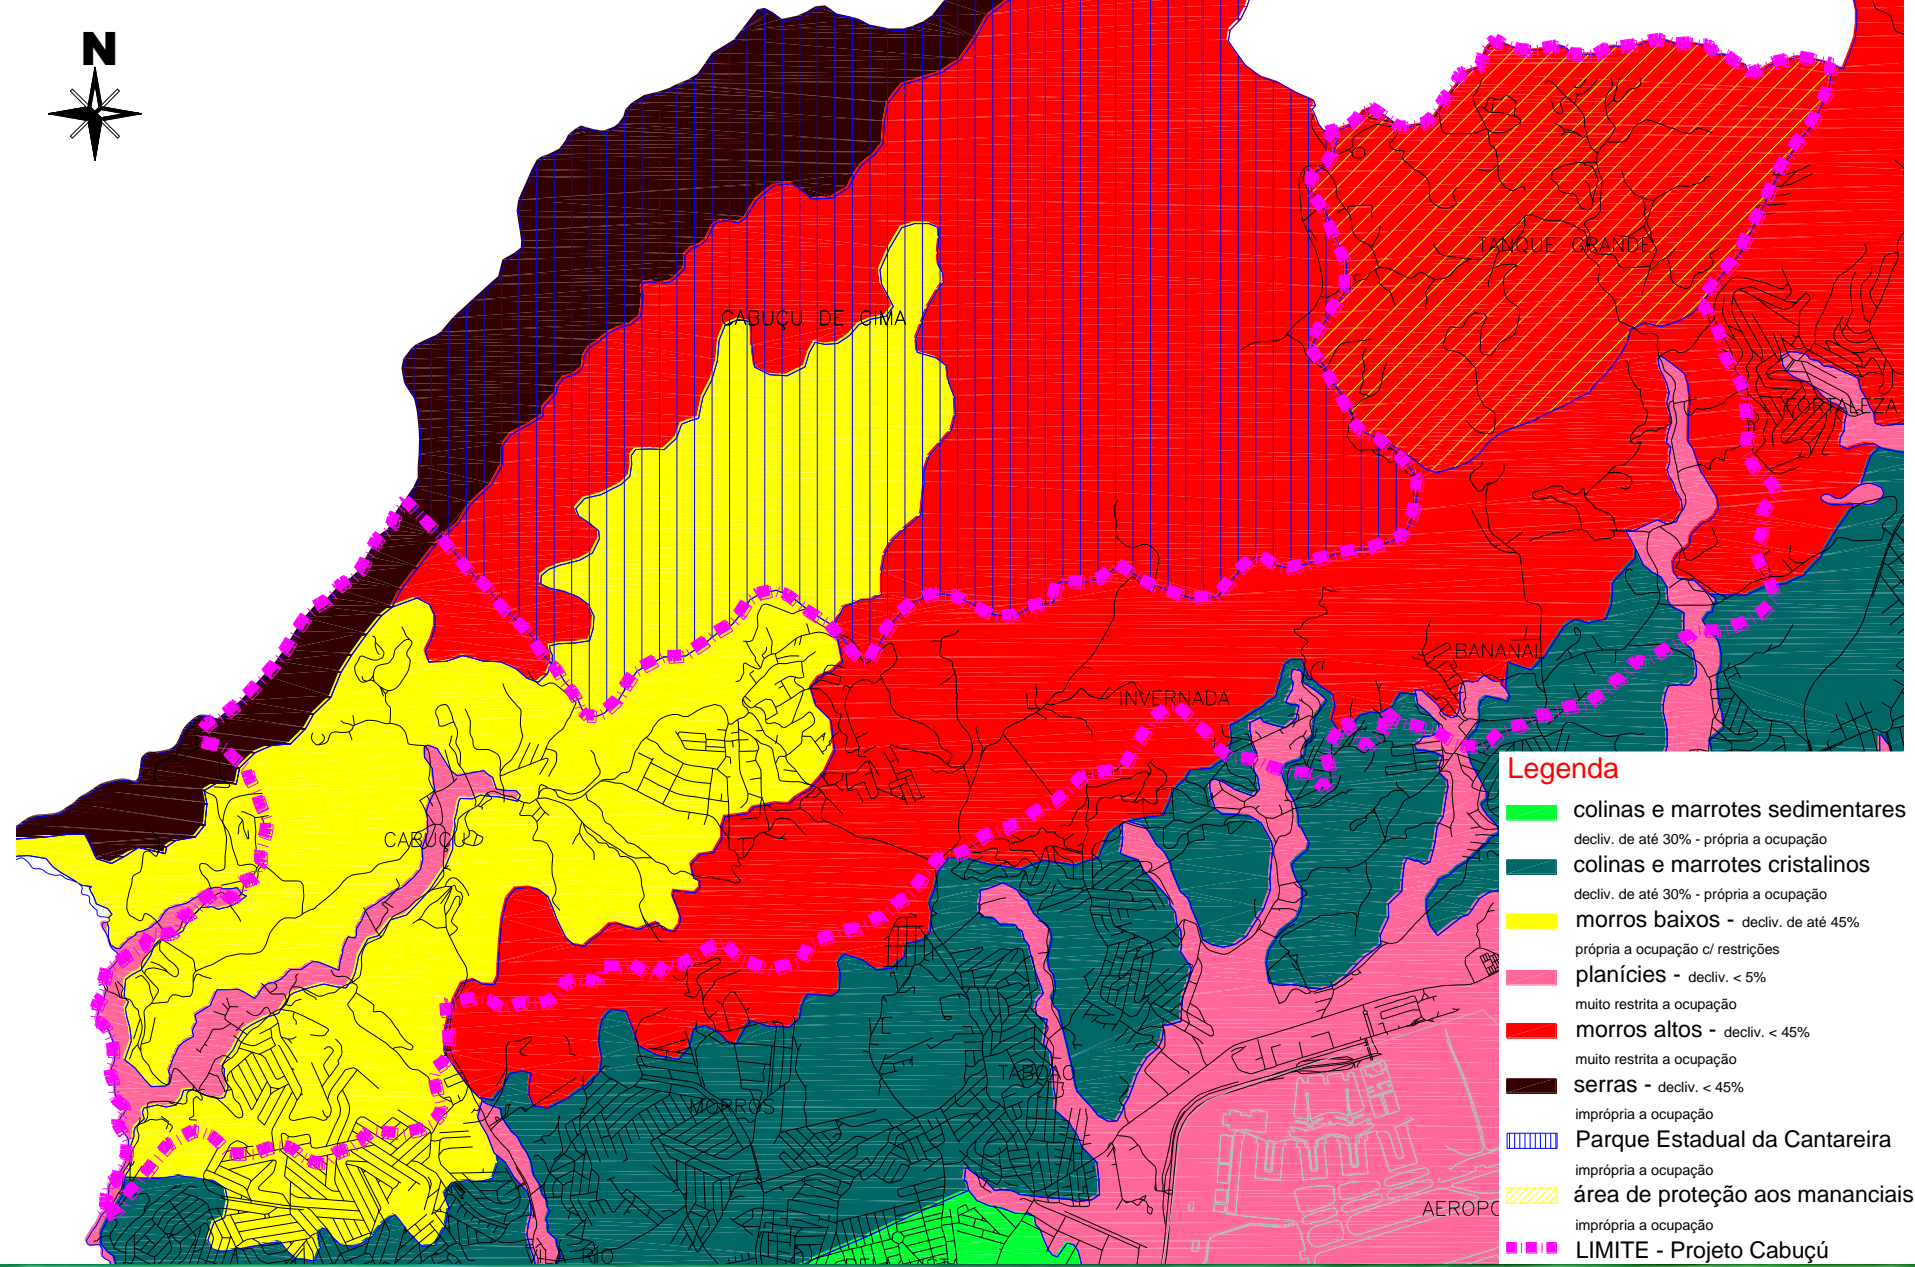 N
TANQUE GRANDE
CABUÇU DE CIMA
FORTALEZA
BANANAL
INVERNADA
CABUÇU
TABOAO
MORROS
AEROPO
RIO
Legenda
colinas e marrotes sedimentares
decliv. de até 30% - própria a ocupação
colinas e marrotes cristalinos
decliv. de até 30% - própria a ocupação
morros baixos - decliv. de até 45%
própria a ocupação c/ restrições
planícies - decliv. < 5%
muito restrita a ocupação
morros altos - decliv. < 45%
muito restrita a ocupação
serras - decliv. < 45%
imprópria a ocupação
Parque Estadual da Cantareira
imprópria a ocupação
área de proteção aos mananciais
imprópria a ocupação
LIMITE - Projeto Cabuçú